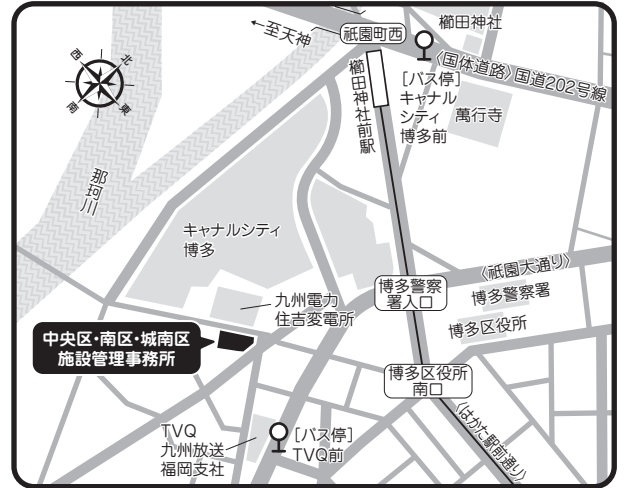 櫛田神社
←至天神
祇園町西
〈国体道路〉国道202号線
北
西
東
南
櫛田神社前駅
[バス停]
キャナル
シティ
博多前
萬行寺
那珂川
キャナルシティ
博多
〈祇園大通り〉
博多警察
署入口
博多警察署
九州電力
住吉変電所
博多区役所
中央区・南区・城南区
施設管理事務所
博多区役所
南口
〈はかた駅前通り〉
TVQ
九州放送
福岡支社
[バス停]
TVQ前